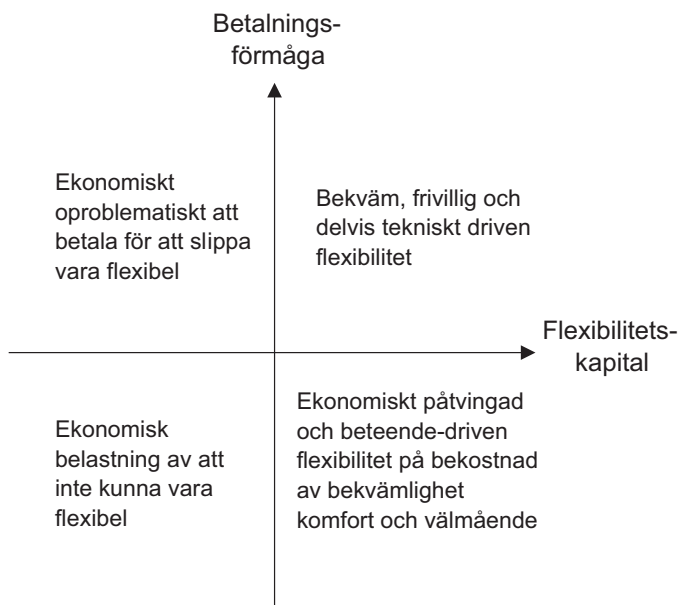 Betalnings-
förmåga
Ekonomiskt
oproblematiskt att
betala för att slippa
vara flexibel
Bekväm, frivillig och
delvis tekniskt driven
flexibilitet
Flexibilitets-
kapital
Ekonomisk
belastning av att
inte kunna vara
flexibel
Ekonomiskt påtvingad
och beteende-driven
flexibilitet på bekostnad
av bekvämlighet
komfort och välmående